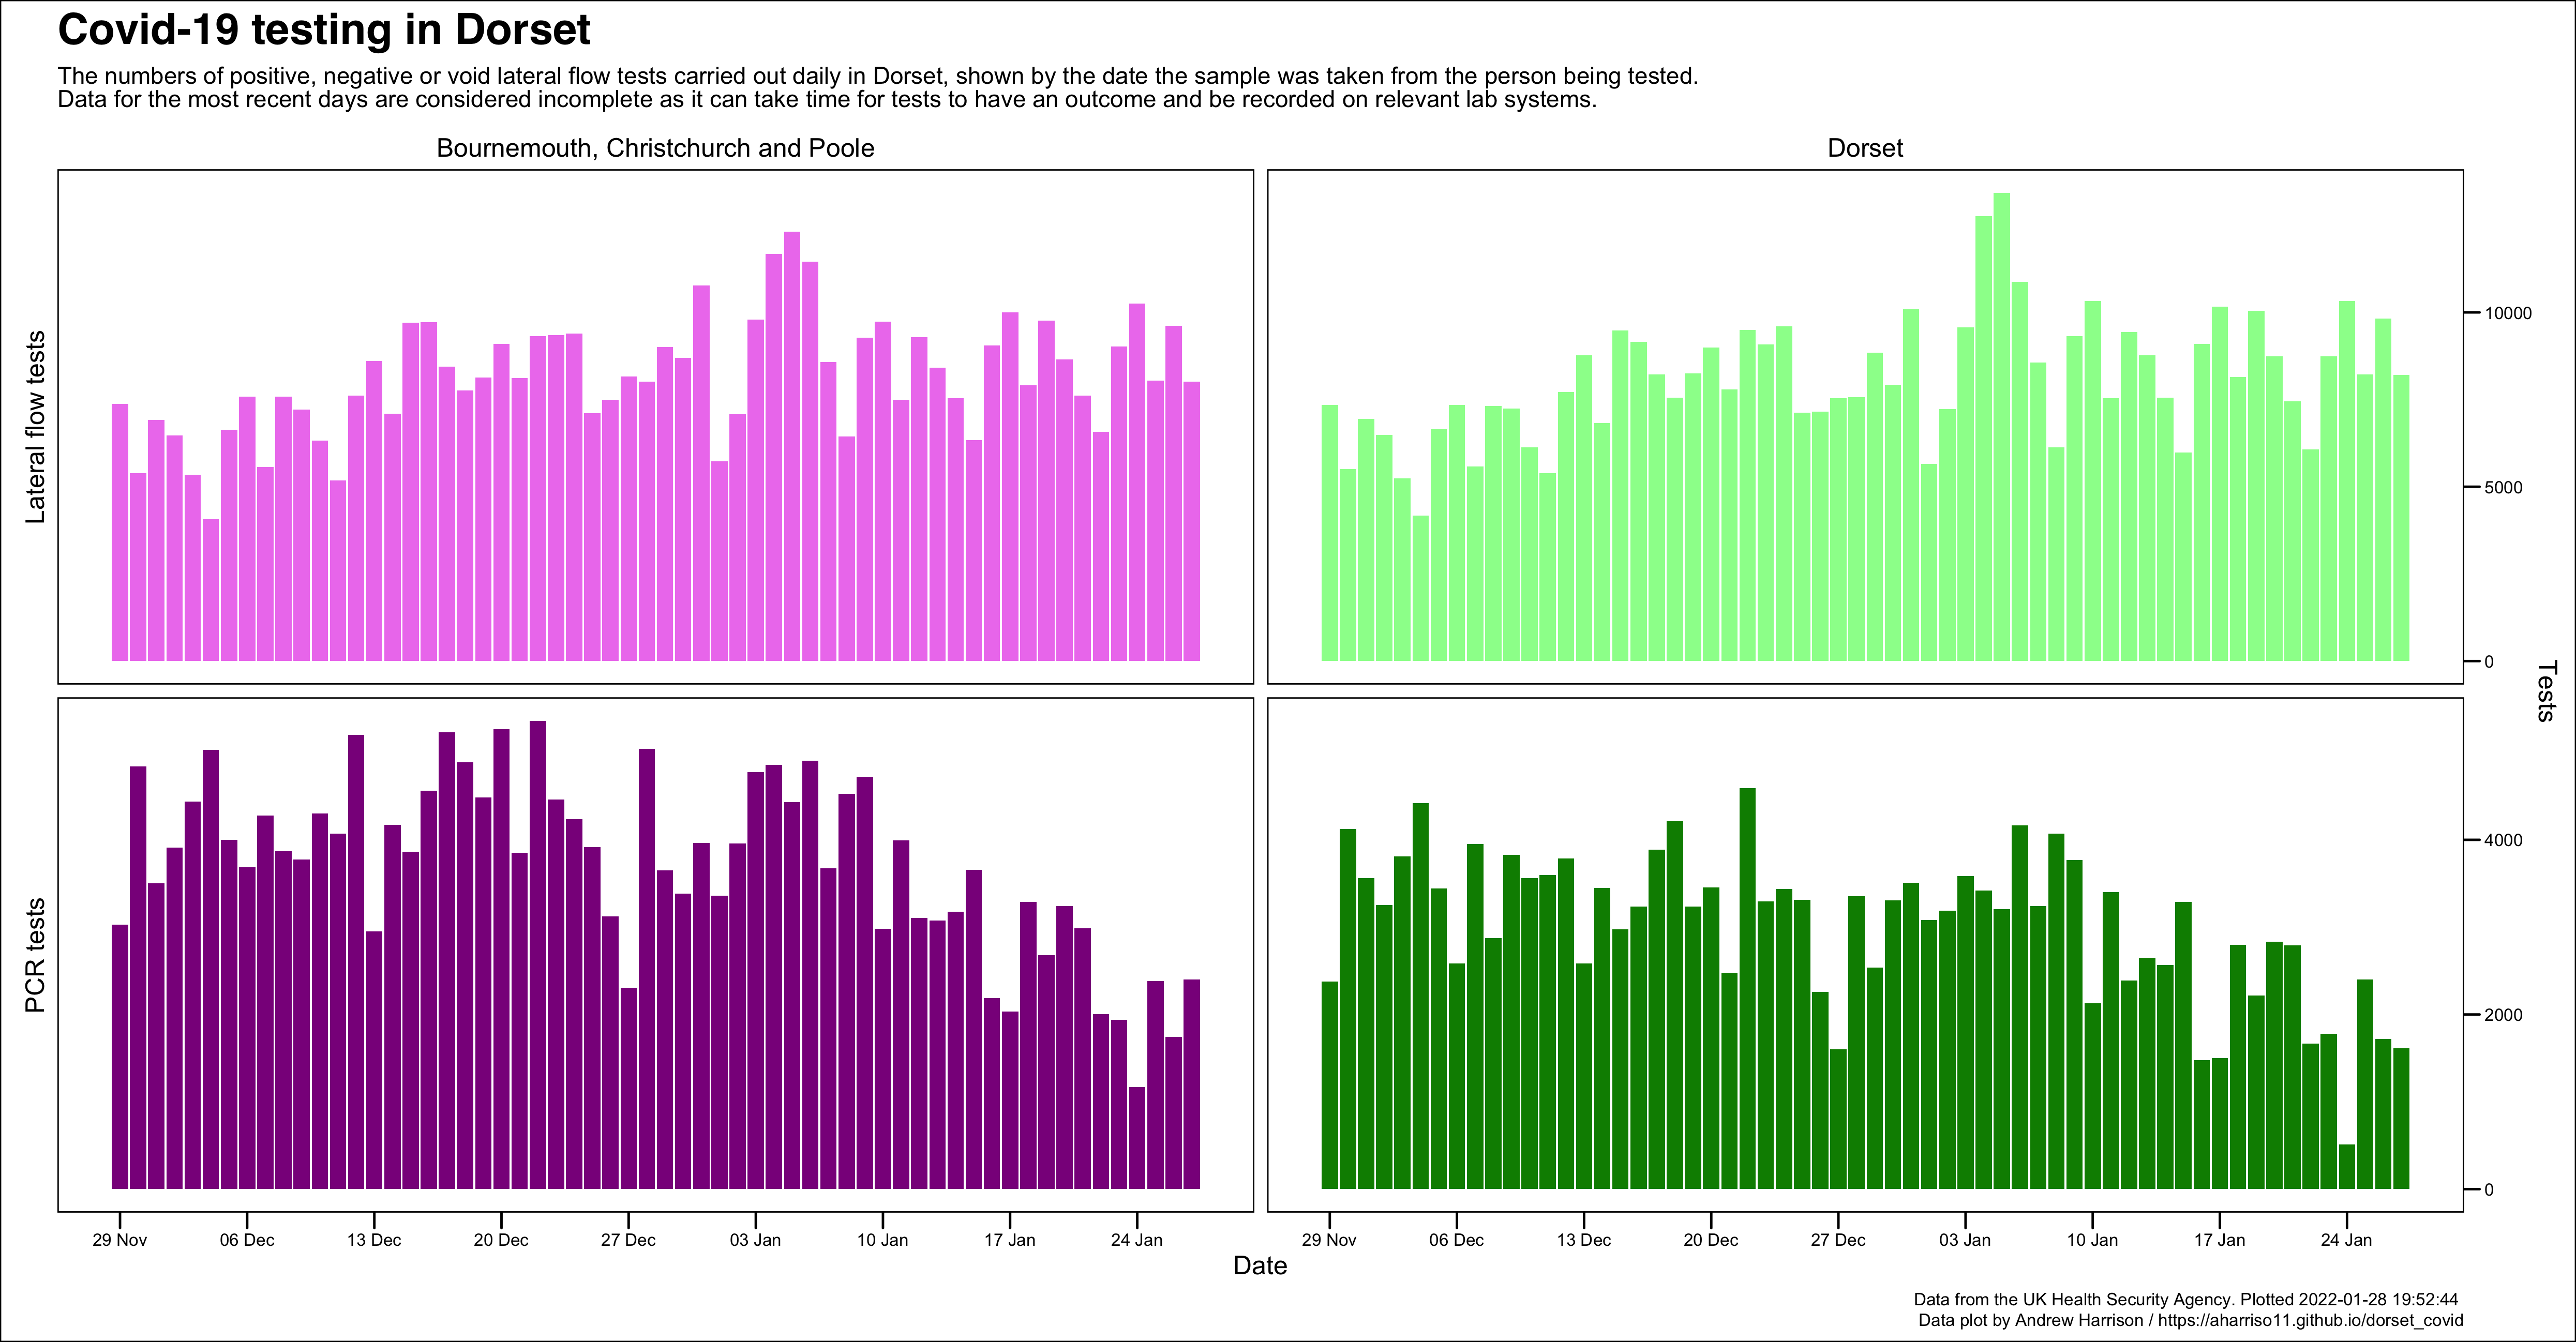 Covid-19 testing in Dorset
The numbers of positive, negative or void lateral flow tests carried out daily in Dorset, shown by the date the sample was taken from the person being tested.
Data for the most recent days are considered incomplete as it can take time for tests to have an outcome and be recorded on relevant lab systems.
Bournemouth, Christchurch and Poole
Dorset
Lateral flow tests
10000
5000
0
Tests
PCR tests
4000
2000
0
29 Nov
06 Dec
13 Dec
20 Dec
27 Dec
03 Jan
10 Jan
17 Jan
24 Jan
29 Nov
06 Dec
13 Dec
20 Dec
27 Dec
03 Jan
10 Jan
17 Jan
24 Jan
Date
Data from the UK Health Security Agency. Plotted 2022-01-28 19:52:44
Data plot by Andrew Harrison / https://aharriso11.github.io/dorset_covid